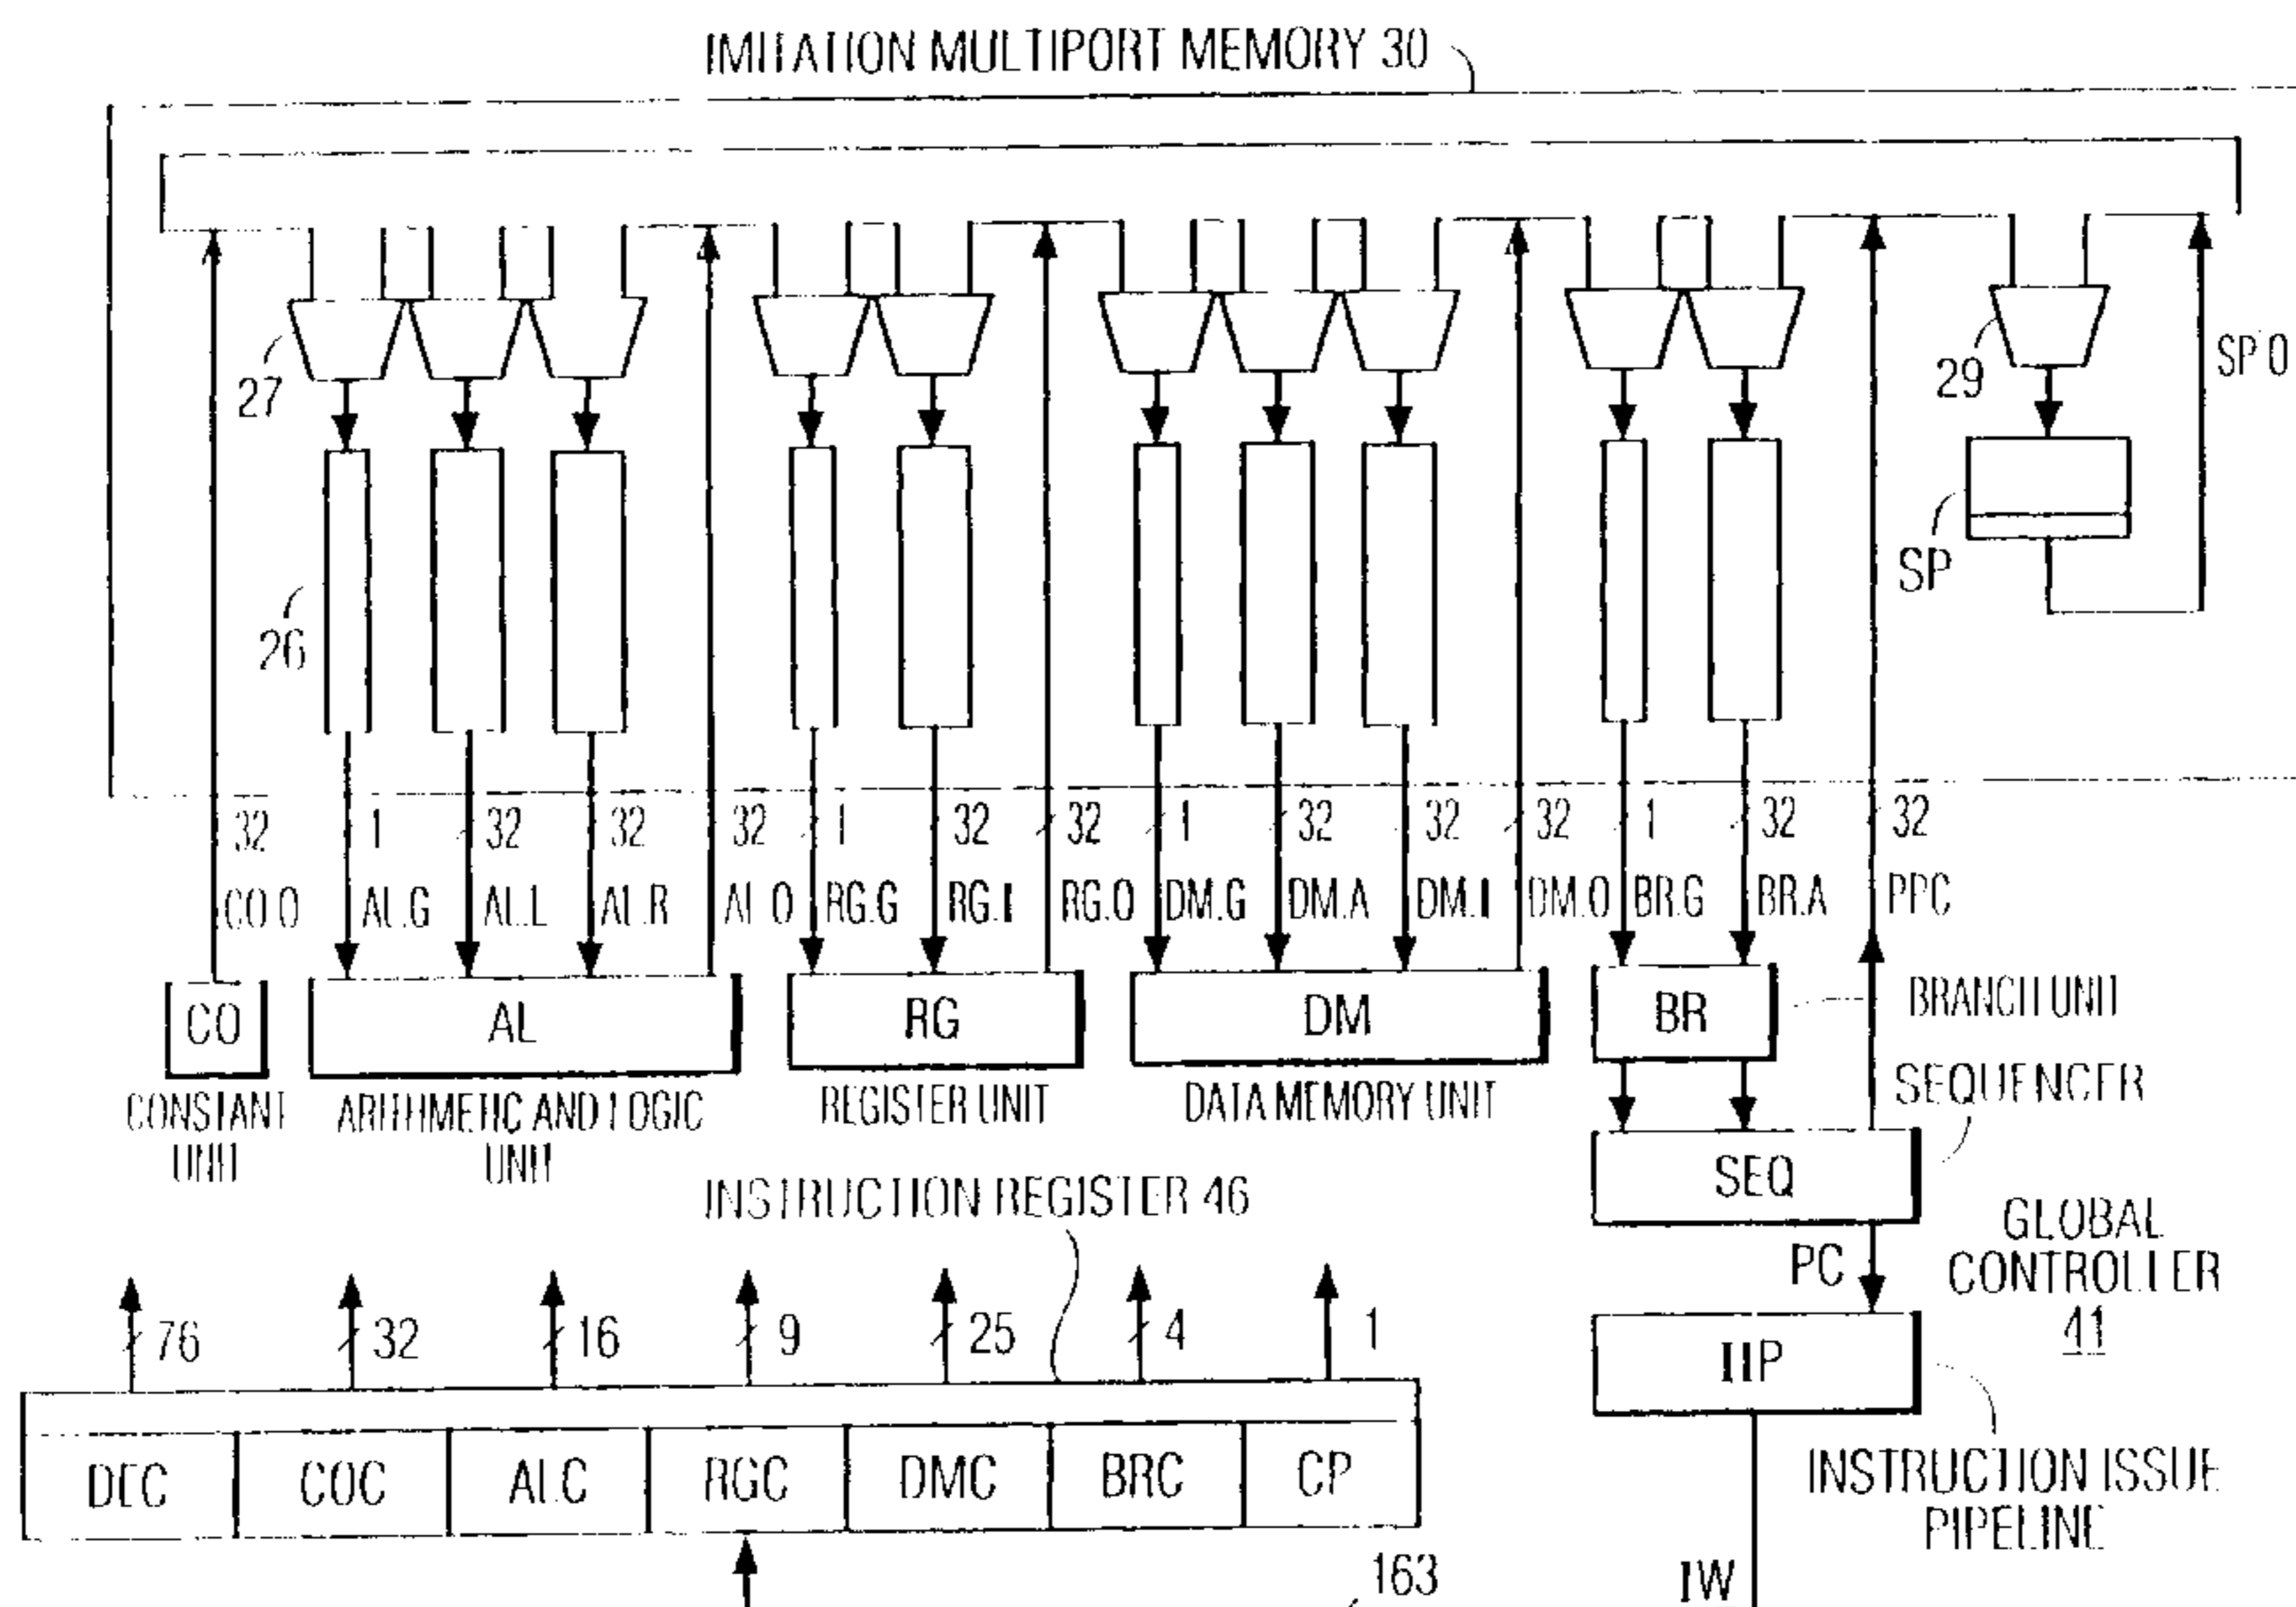 IMITATION MULTIPORT MEMORY 30
27
29
SP.O
26
SP
32
1
32
32
32
1
32
32
1
32
32
32
1
32
32
CO.O
AL.G
AL.L
AL.R
AL.O
RG.G
RG.I
RG.O
DM.G
DM.A
DM.I
DM.O
BR.G
BR.A
PPC
CO
AL
RG
DM
BR
BRANCH UNIT
CONSTANT
UNIT
ARITHMETIC AND LOGIC
UNIT
REGISTER UNIT
DATA MEMORY UNIT
SEQUENCER
SEQ
INSTRUCTION REGISTER 46
PC
GLOBAL
CONTROLLER
41
76
32
16
9
25
4
1
IIP
DEC
COC
ALC
RGC
DMC
BRC
CP
INSTRUCTION ISSUE
PIPELINE
163
IW